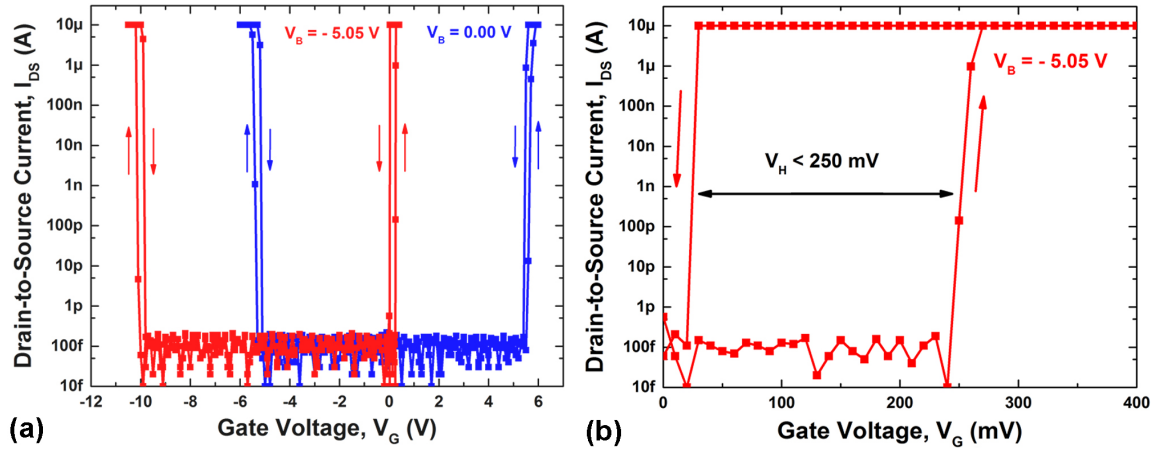 Drain-to-Source Current, I_DS (A)
10μ
1μ
100n
10n
1n
100p
10p
1p
100f
10f
V_B = - 5.05 V
V_B = 0.00 V
-12 -10 -8 -6 -4 -2 0 2 4 6
Gate Voltage, V_G (V)
(a)
Drain-to-Source Current, I_DS (A)
10μ
1μ
100n
10n
1n
100p
10p
1p
100f
10f
V_B = - 5.05 V
V_H < 250 mV
0 100 200 300 400
Gate Voltage, V_G (mV)
(b)